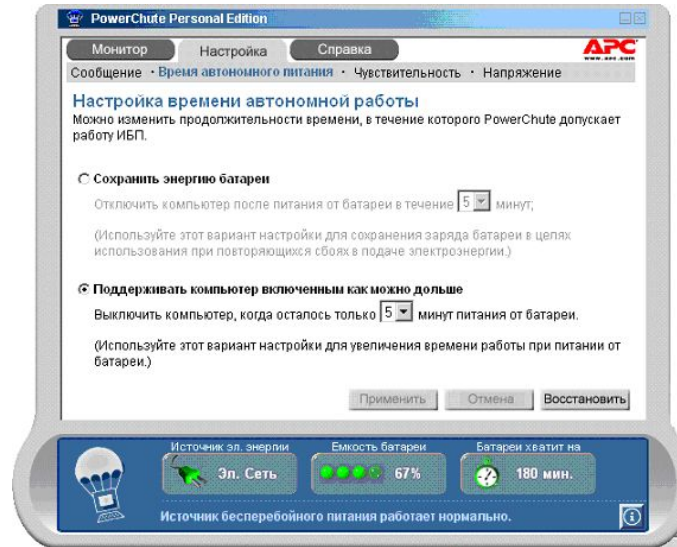 PowerChute Personal Edition
Монитор Настройка Справка
APC
www.apc.com
Сообщение · Время автономного питания · Чувствительность · Напряжение
Настройка времени автономной работы
Можно изменить продолжительности времени, в течение которого PowerChute допускает
работу ИБП.
Сохранить энергию батареи
Отключить компьютер после питания от батареи в течение 5 минут;
(Используйте этот вариант настройки для сохранения заряда батареи в целях
использования при повторяющихся сбоях в подаче электроэнергии.)
Поддерживать компьютер включенным как можно дольше
Выключить компьютер, когда осталось только 5 минут питания от батареи.
(Используйте этот вариант настройки для увеличения времени работы при питании от
батареи.)
Применить Отмена Восстановить
Источник эл. энергии Емкость батареи Батареи хватит на
Эл. Сеть 67% 180 мин.
Источник бесперебойного питания работает нормально.